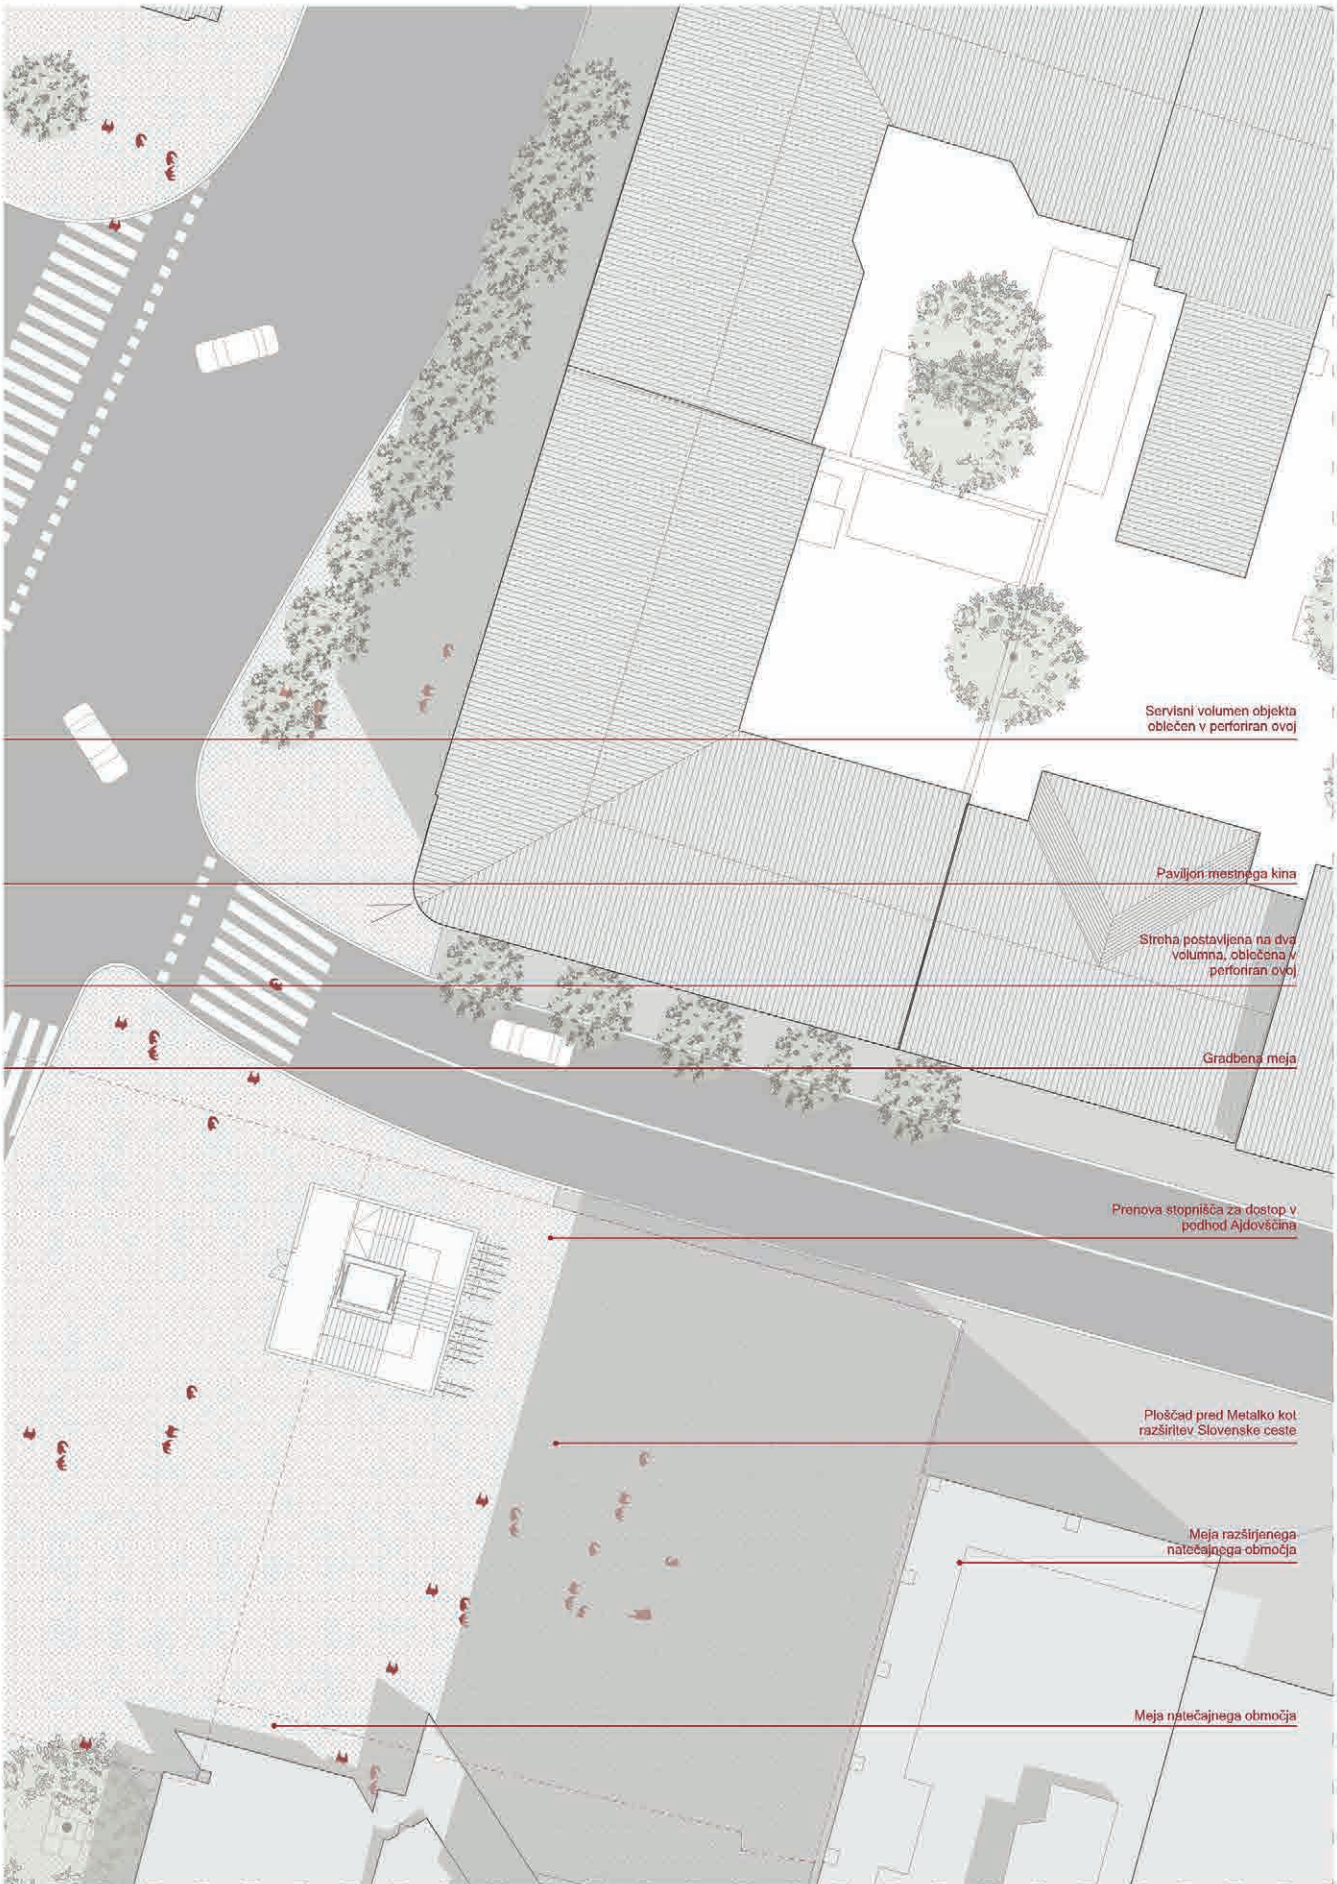 Servisni volumen objekta
oblečen v perforiran ovoj
Paviljon mestnega kina
Streha postavljena na dva
volumna, oblečena v
perforiran ovoj
Gradbena meja
Prenova stopnišča za dostop v
podhod Ajdovščina
Ploščad pred Metalko kot
razširitev Slovenske ceste
Meja razširjenega
natečajnega območja
Meja natečajnega območja